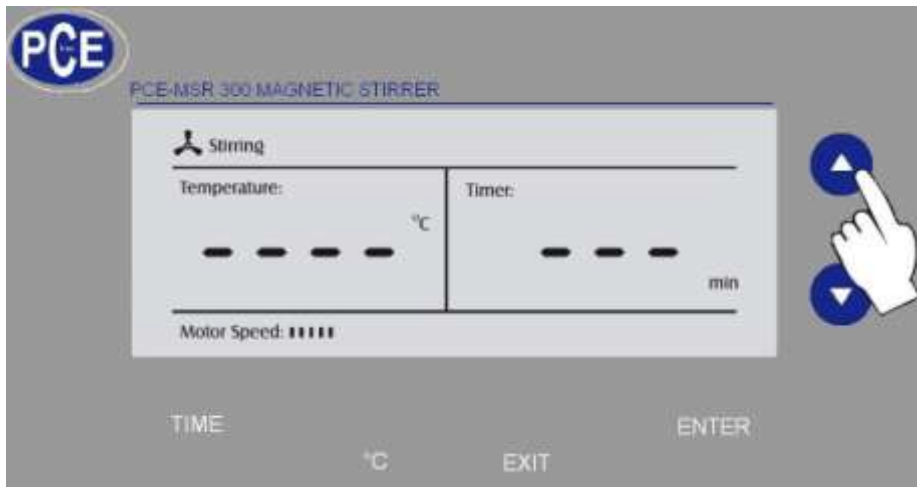 PCE
PCE-MSR 300 MAGNETIC STIRRER
Stirring
Temperature:
°C
– – – –
Timer:
– – –
min
Motor Speed: ▮▮▮▮▮
TIME
ENTER
°C
EXIT